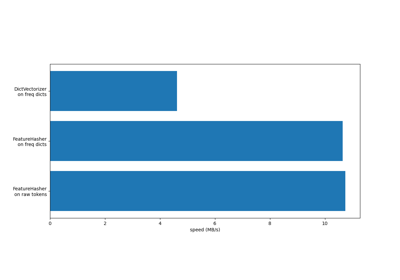 DictVectorizer
on freq dicts
FeatureHasher
on freq dicts
FeatureHasher
on raw tokens
0 2 4 6 8 10
speed (MB/s)